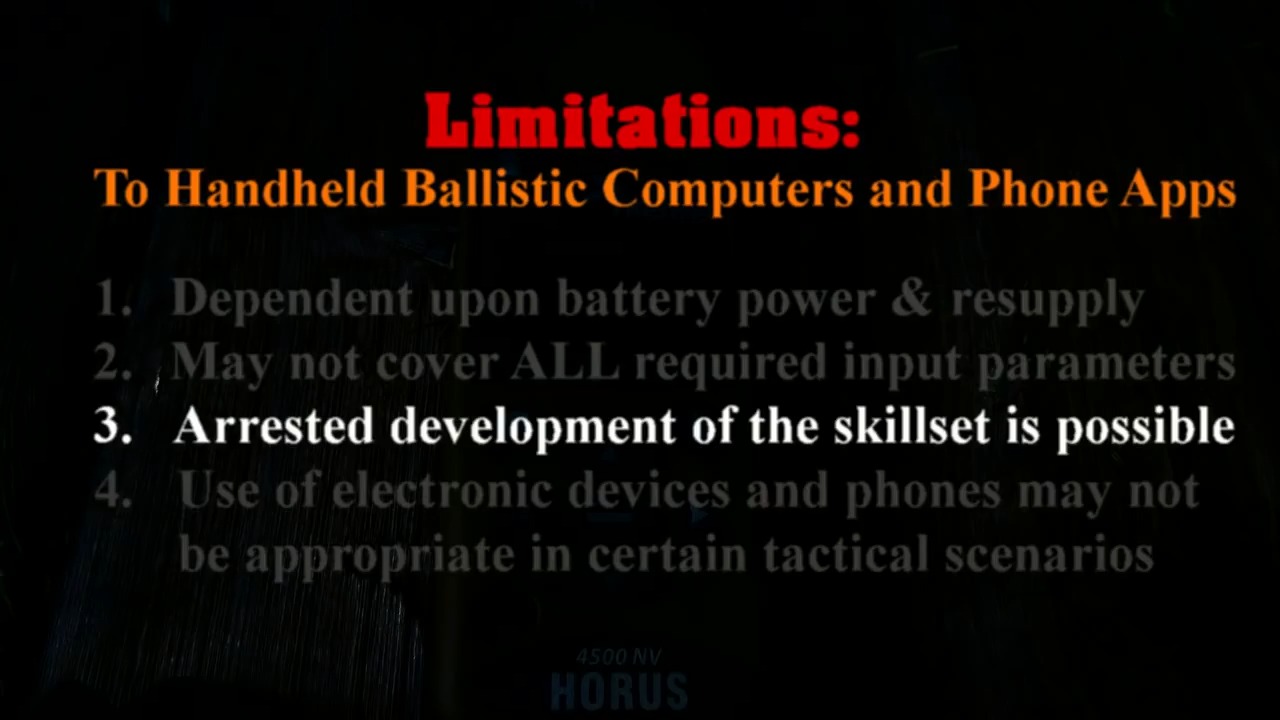 Limitations:
To Handheld Ballistic Computers and Phone Apps
1. Dependent upon battery power & resupply
2. May not cover ALL required input parameters
3. Arrested development of the skillset is possible
4. Use of electronic devices and phones may not
be appropriate in certain tactical scenarios
4500 NV
HORUS